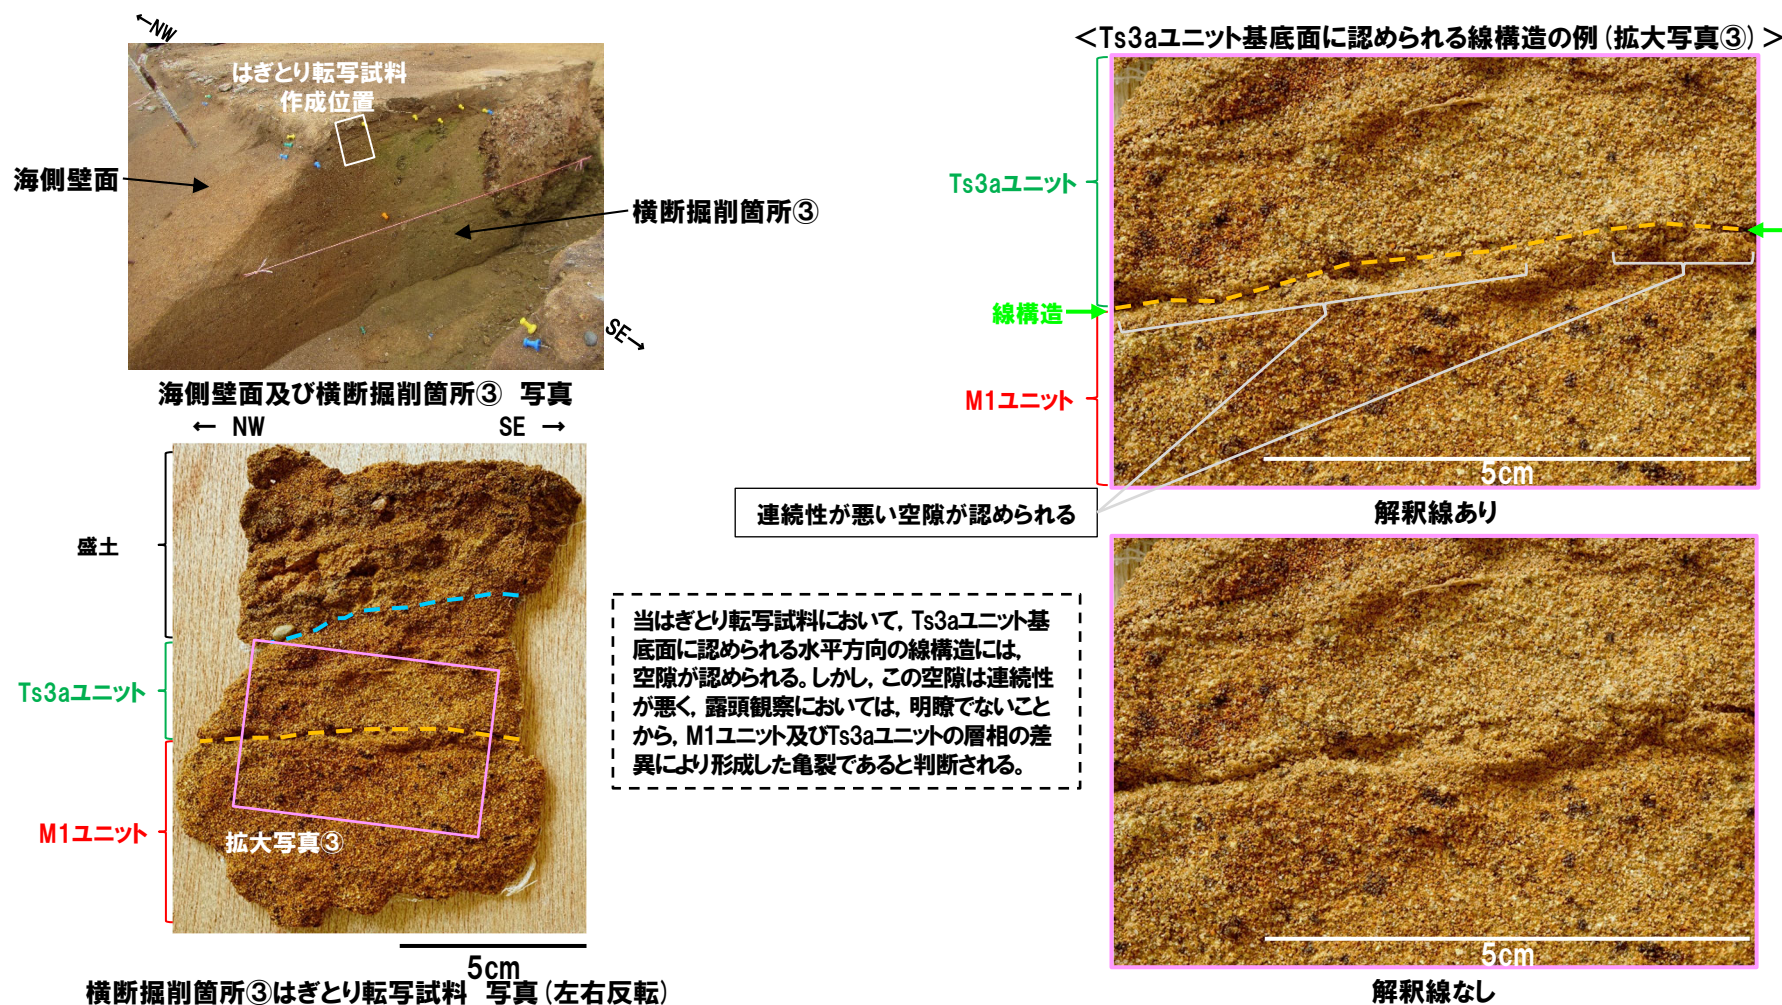 ←NW
はぎとり転写試料
作成位置
海側壁面
横断掘削箇所③
SE→
海側壁面及び横断掘削箇所③ 写真
← NW
SE →
盛土
Ts3aユニット
M1ユニット
拡大写真③
5cm
横断掘削箇所③はぎとり転写試料 写真(左右反転)
<Ts3aユニット基底面に認められる線構造の例(拡大写真③)>
Ts3aユニット
線構造
M1ユニット
5cm
連続性が悪い空隙が認められる
解釈線あり
当はぎとり転写試料において, Ts3aユニット基
底面に認められる水平方向の線構造には,
空隙が認められる。しかし, この空隙は連続性
が悪く, 露頭観察においては, 明瞭でないこと
から, M1ユニット及びTs3aユニットの層相の差
異により形成した亀裂であると判断される。
5cm
解釈線なし